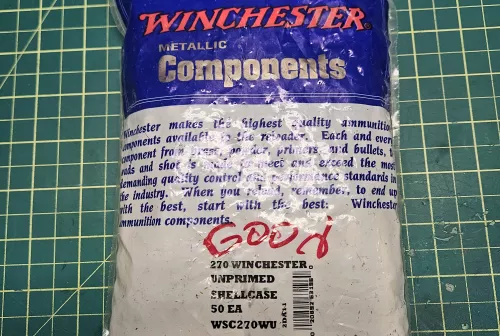 WINCHESTER®
METALLIC
Components
Winchester makes the highest quality ammunition
components available to the reloader. Each and every
component from brass, powder, primers and bullets, to
wads and shot is made to meet and exceed the most
demanding quality control and performance standards in
the industry. When you reload, remember, to end up
with the best, start with the best: Winchester
ammunition components.
GOOD
270 WINCHESTER
UNPRIMED
SHELLCASE
50 EA
WSC270WU